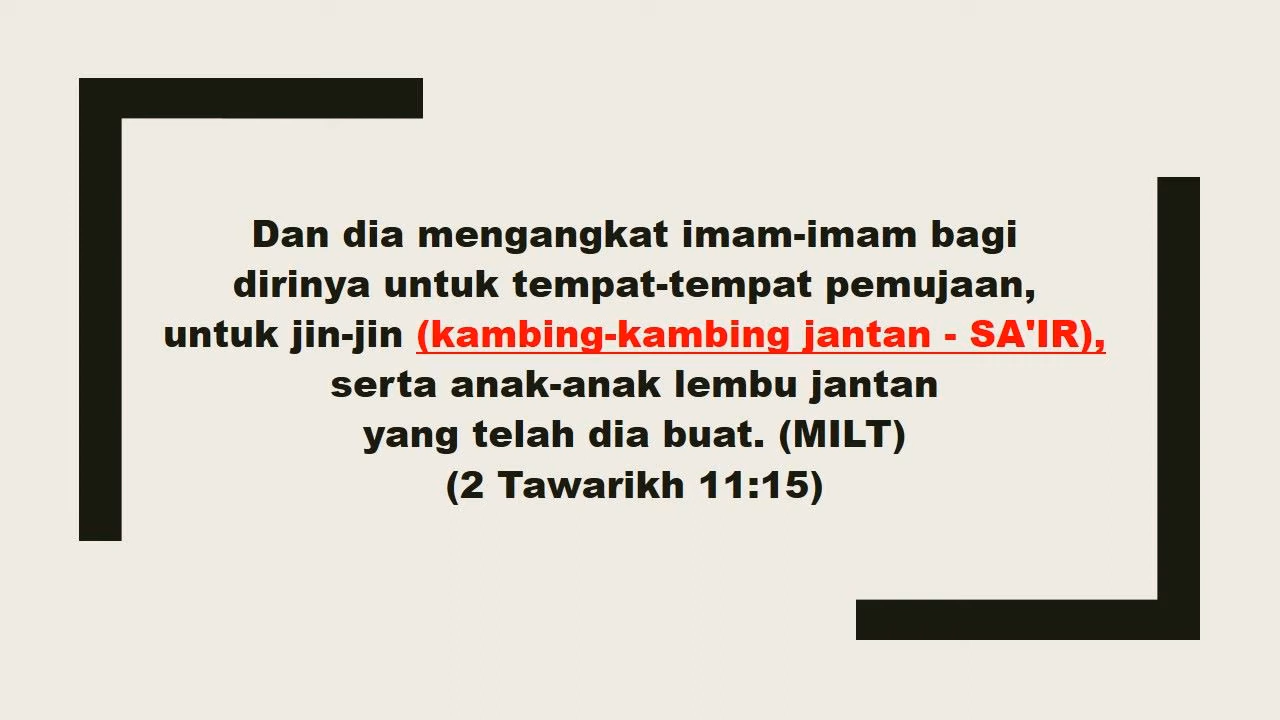 Dan dia mengangkat imam-imam bagi
dirinya untuk tempat-tempat pemujaan,
untuk jin-jin (kambing-kambing jantan - SA'IR),
serta anak-anak lembu jantan
yang telah dia buat. (MILT)
(2 Tawarikh 11:15)